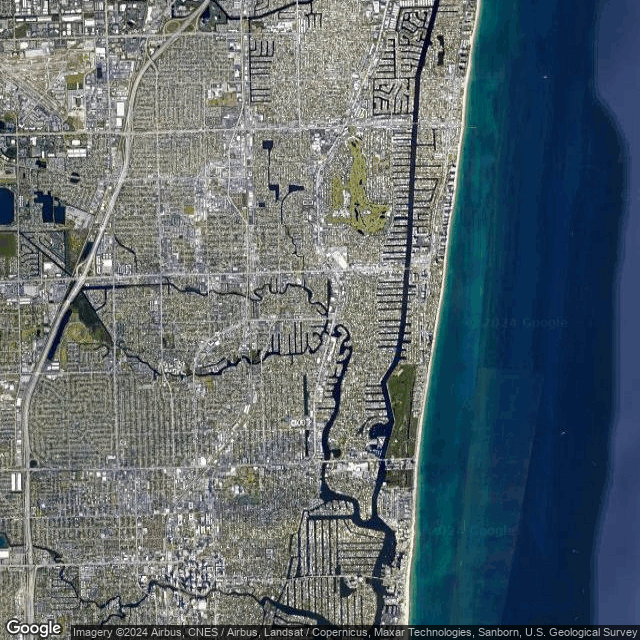 © 2024 Google
2024 Google
Google
Imagery ©2024 Airbus, CNES / Airbus, Landsat / Copernicus, Maxar Technologies, Sanborn, U.S. Geological Survey